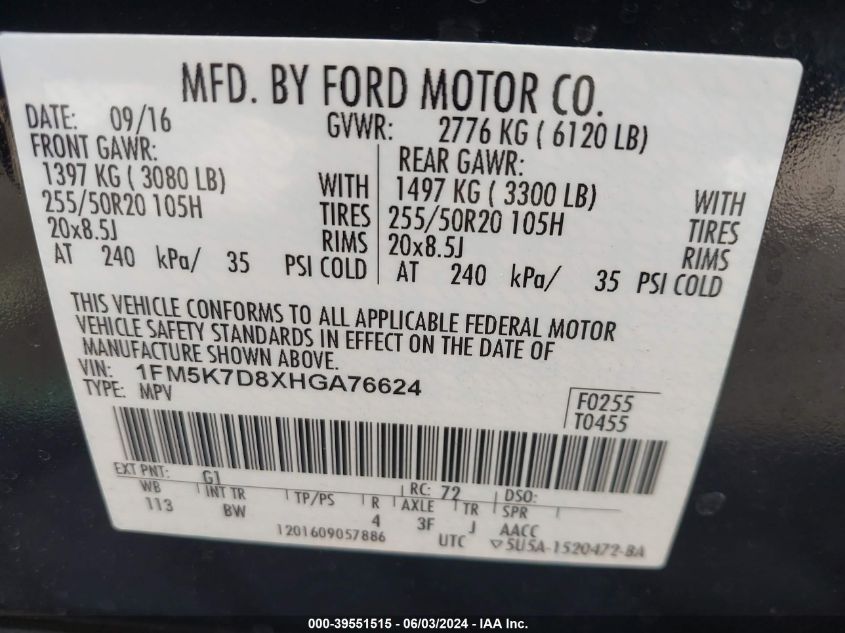 MFD. BY FORD MOTOR CO.
DATE: 09/16 GVWR: 2776 KG ( 6120 LB)
FRONT GAWR: REAR GAWR:
1397 KG ( 3080 LB) WITH 1497 KG ( 3300 LB) WITH
255/50R20 105H TIRES 255/50R20 105H TIRES
20x8.5J RIMS 20x8.5J RIMS
AT 240 kPa/ 35 PSI COLD AT 240 kPa/ 35 PSI COLD
THIS VEHICLE CONFORMS TO ALL APPLICABLE FEDERAL MOTOR
VEHICLE SAFETY STANDARDS IN EFFECT ON THE DATE OF
MANUFACTURE SHOWN ABOVE.
VIN: 1FM5K7D8XHGA76624
TYPE: MPV
F0255
T0455
EXT PNT: G1 RC: 72 DSO:
WB INT TR TP/PS R AXLE TR SPR
113 BW 4 3F J AACC
1201609057886 UTC ▽5U5A-1520472-BA
000-39551515 - 06/03/2024 - IAA Inc.